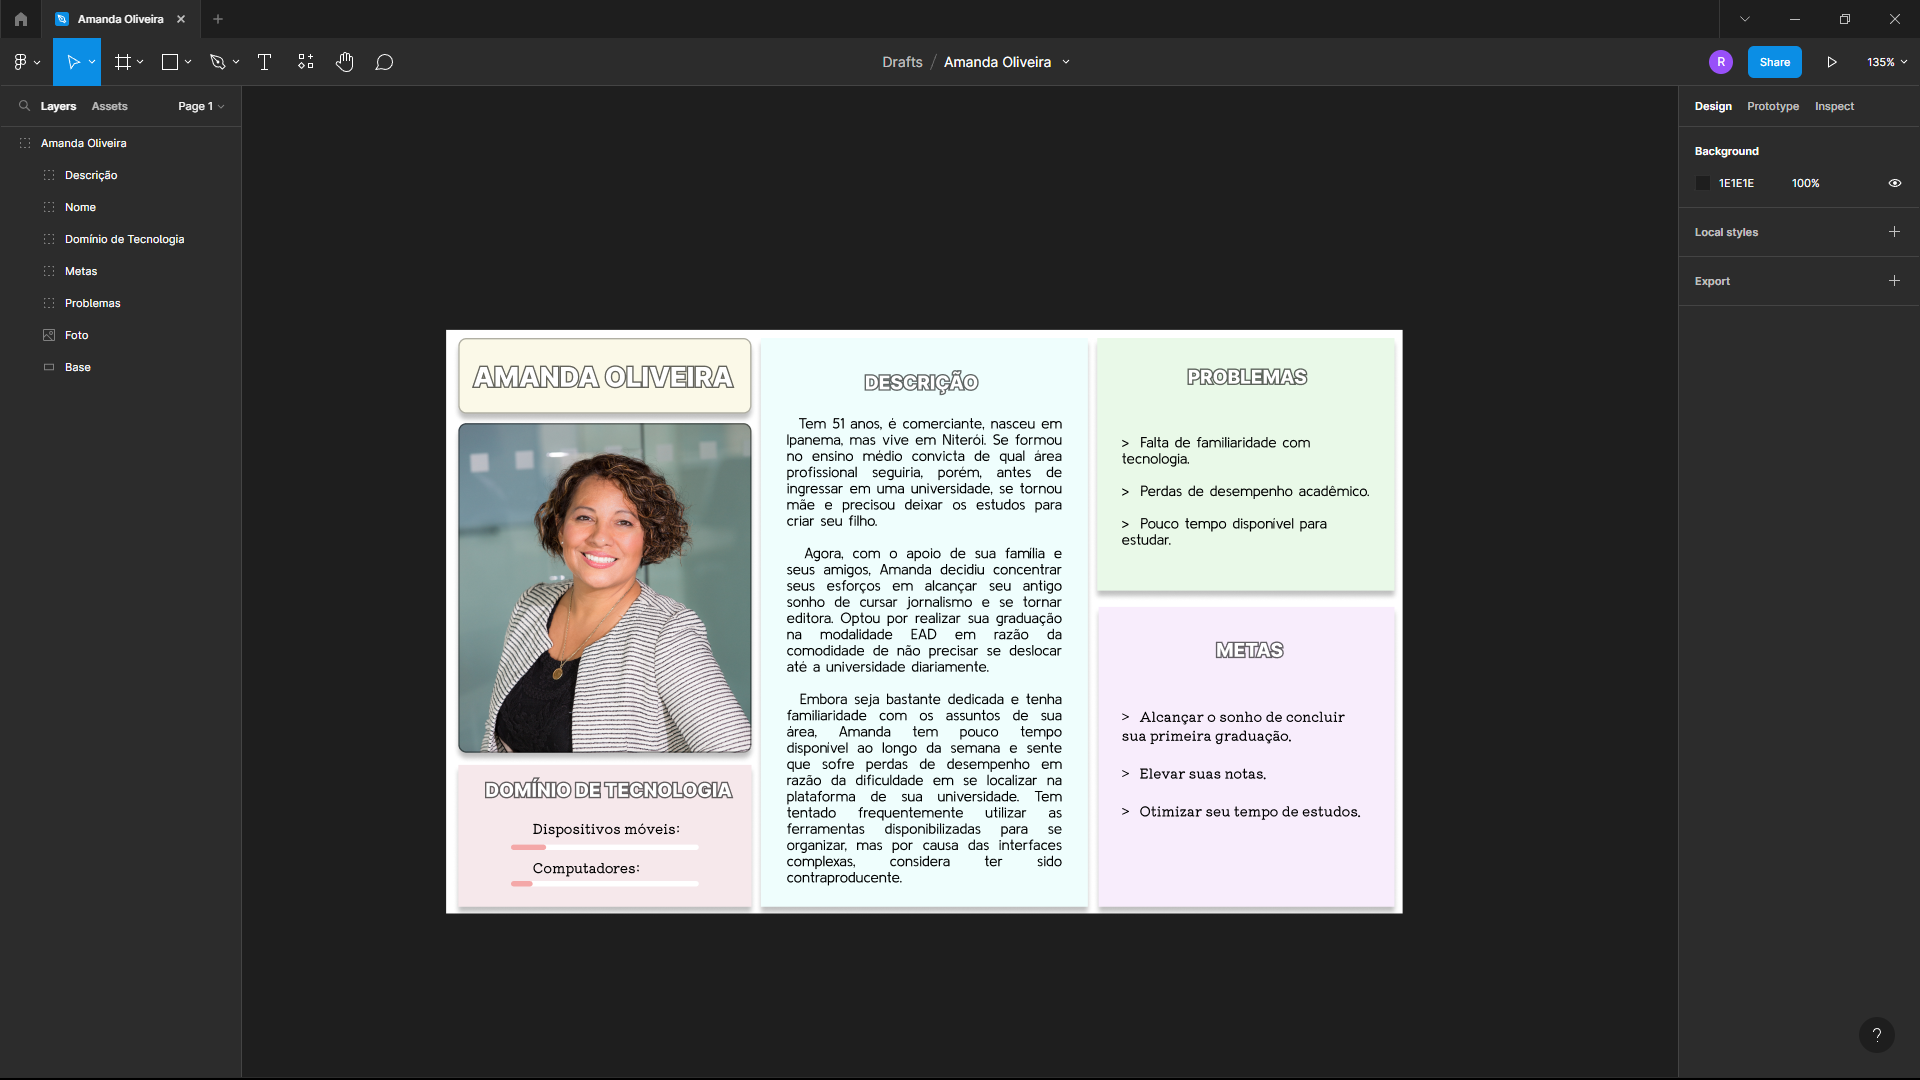 Amanda Oliveira
Drafts / Amanda Oliveira
R
Share
135%
Layers
Assets
Page 1
Amanda Oliveira
Descrição
Nome
Domínio de Tecnologia
Metas
Problemas
Foto
Base
AMANDA OLIVEIRA
DOMÍNIO DE TECNOLOGIA
Dispositivos móveis:
Computadores:
DESCRIÇÃO
Tem 51 anos, é comerciante, nasceu em
Ipanema, mas vive em Niterói. Se formou
no ensino médio convicta de qual área
profissional seguiria, porém, antes de
ingressar em uma universidade, se tornou
mãe e precisou deixar os estudos para
criar seu filho.
Agora, com o apoio de sua família e
seus amigos, Amanda decidiu concentrar
seus esforços em alcançar seu antigo
sonho de cursar jornalismo e se tornar
editora. Optou por realizar sua graduação
na modalidade EAD em razão da
comodidade de não precisar se deslocar
até a universidade diariamente.
Embora seja bastante dedicada e tenha
familiaridade com os assuntos de sua
área, Amanda tem pouco tempo
disponível ao longo da semana e sente
que sofre perdas de desempenho em
razão da dificuldade em se localizar na
plataforma de sua universidade. Tem
tentado frequentemente utilizar as
ferramentas disponibilizadas para se
organizar, mas por causa das interfaces
complexas, considera ter sido
contraproducente.
PROBLEMAS
> Falta de familiaridade com
tecnologia.
> Perdas de desempenho acadêmico.
> Pouco tempo disponível para
estudar.
METAS
> Alcançar o sonho de concluir
sua primeira graduação.
> Elevar suas notas.
> Otimizar seu tempo de estudos.
Design
Prototype
Inspect
Background
1E1E1E
100%
Local styles
Export
?